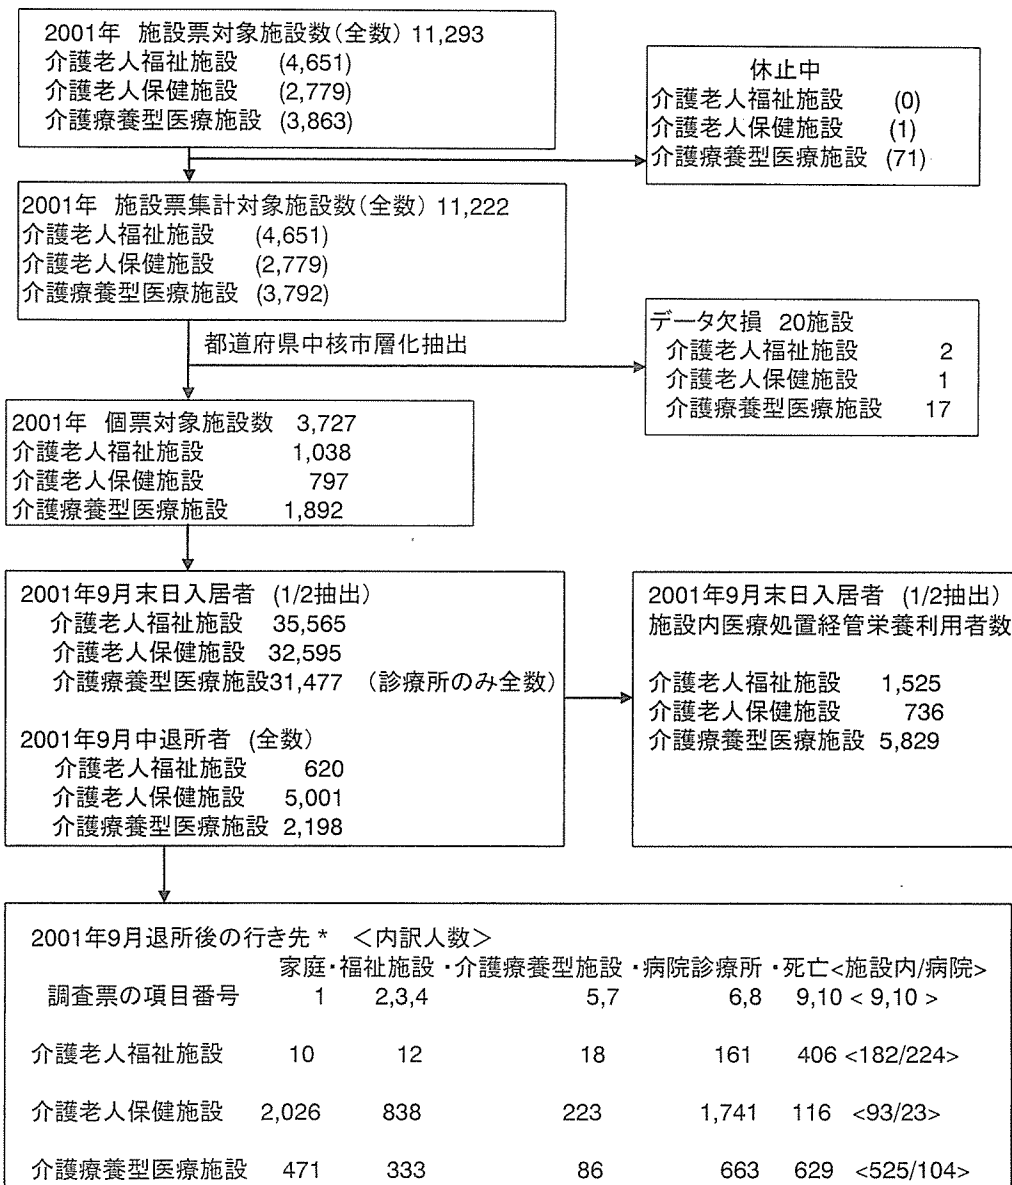 2001年 施設票対象施設数(全数) 11,293
介護老人福祉施設 (4,651)
介護老人保健施設 (2,779)
介護療養型医療施設 (3,863)
休止中
介護老人福祉施設 (0)
介護老人保健施設 (1)
介護療養型医療施設 (71)
2001年 施設票集計対象施設数(全数) 11,222
介護老人福祉施設 (4,651)
介護老人保健施設 (2,779)
介護療養型医療施設 (3,792)
都道府県中核市層化抽出
データ欠損 20施設
介護老人福祉施設 2
介護老人保健施設 1
介護療養型医療施設 17
2001年 個票対象施設数 3,727
介護老人福祉施設 1,038
介護老人保健施設 797
介護療養型医療施設 1,892
2001年9月末日入居者 (1/2抽出)
介護老人福祉施設 35,565
介護老人保健施設 32,595
介護療養型医療施設31,477 (診療所のみ全数)
2001年9月中退所者 (全数)
介護老人福祉施設 620
介護老人保健施設 5,001
介護療養型医療施設 2,198
2001年9月末日入居者 (1/2抽出)
施設内医療処置経管栄養利用者数
介護老人福祉施設 1,525
介護老人保健施設 736
介護療養型医療施設 5,829
2001年9月退所後の行き先* <内訳人数>
家庭・福祉施設・介護療養型施設・病院診療所・死亡<施設内/病院>
調査票の項目番号 1 2,3,4 5,7 6,8 9,10 < 9,10 >
介護老人福祉施設 10 12 18 161 406 <182/224>
介護老人保健施設 2,026 838 223 1,741 116 <93/23>
介護療養型医療施設 471 333 86 663 629 <525/104>